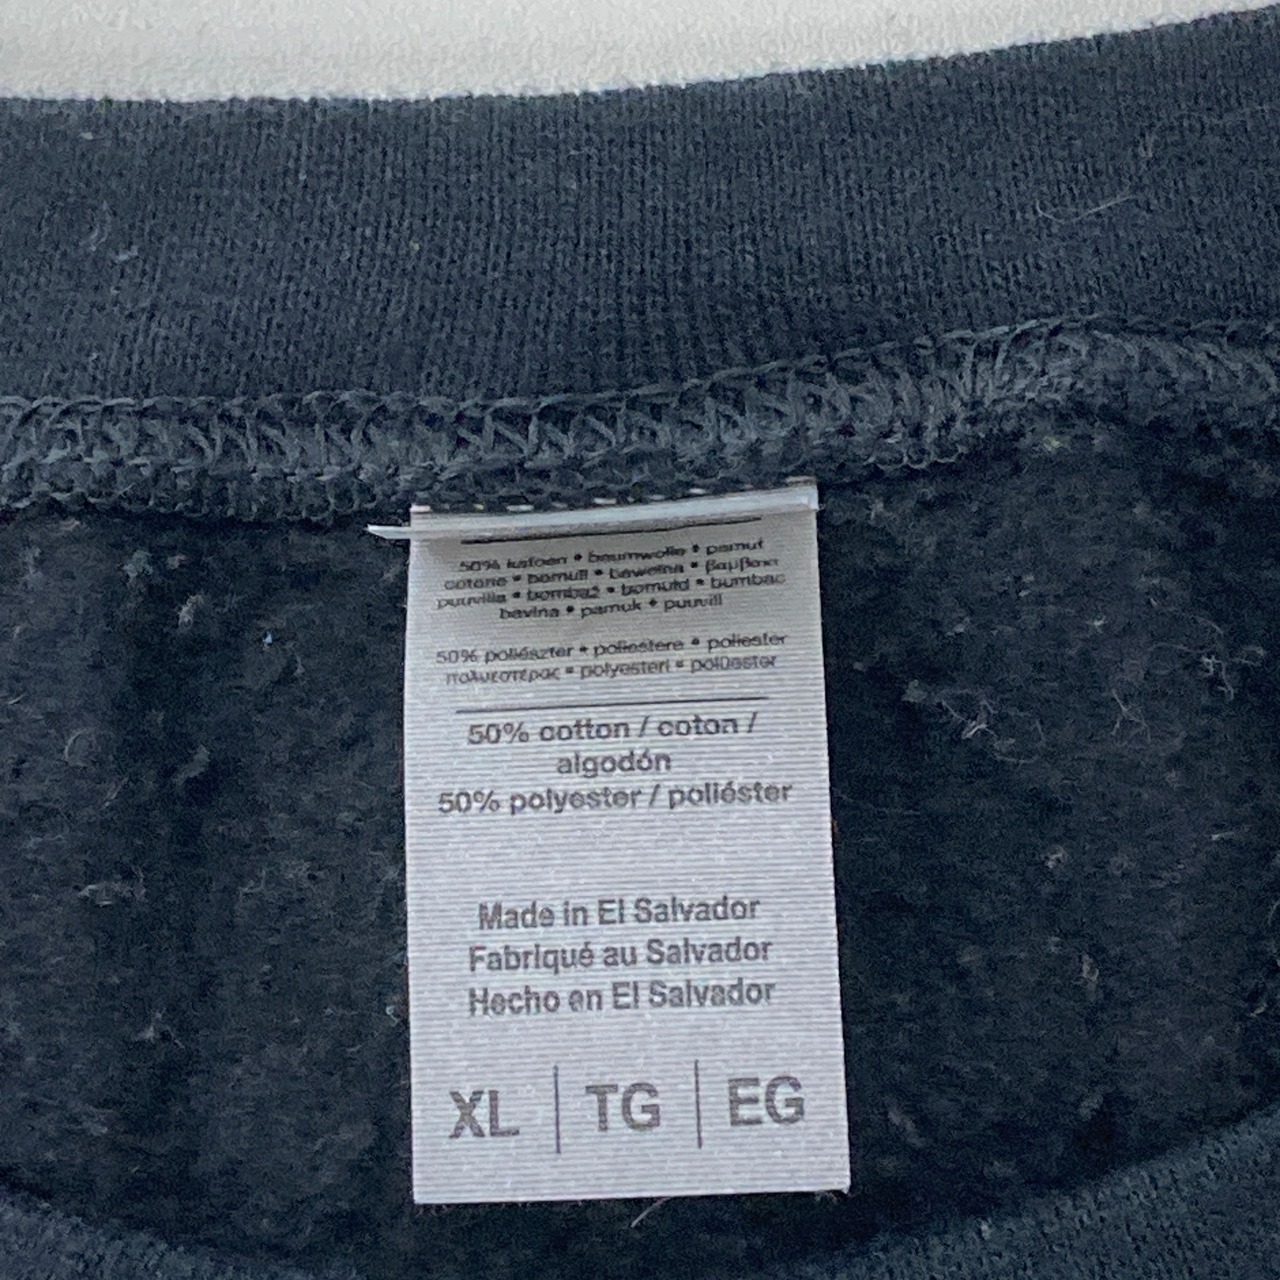 50% katoen • baumwolle • pamut
cotone • bomull • bawełna • βαμβάκι
puuvilla • bombaž • bomuld • bumbac
bavlna • pamuk • puuvill
50% poliészter • poliestere • poliester
πολυεστέρας • polyesteri • polüester
50% cotton / coton /
algodón
50% polyester / poliéster
Made in El Salvador
Fabriqué au Salvador
Hecho en El Salvador
XL | TG | EG